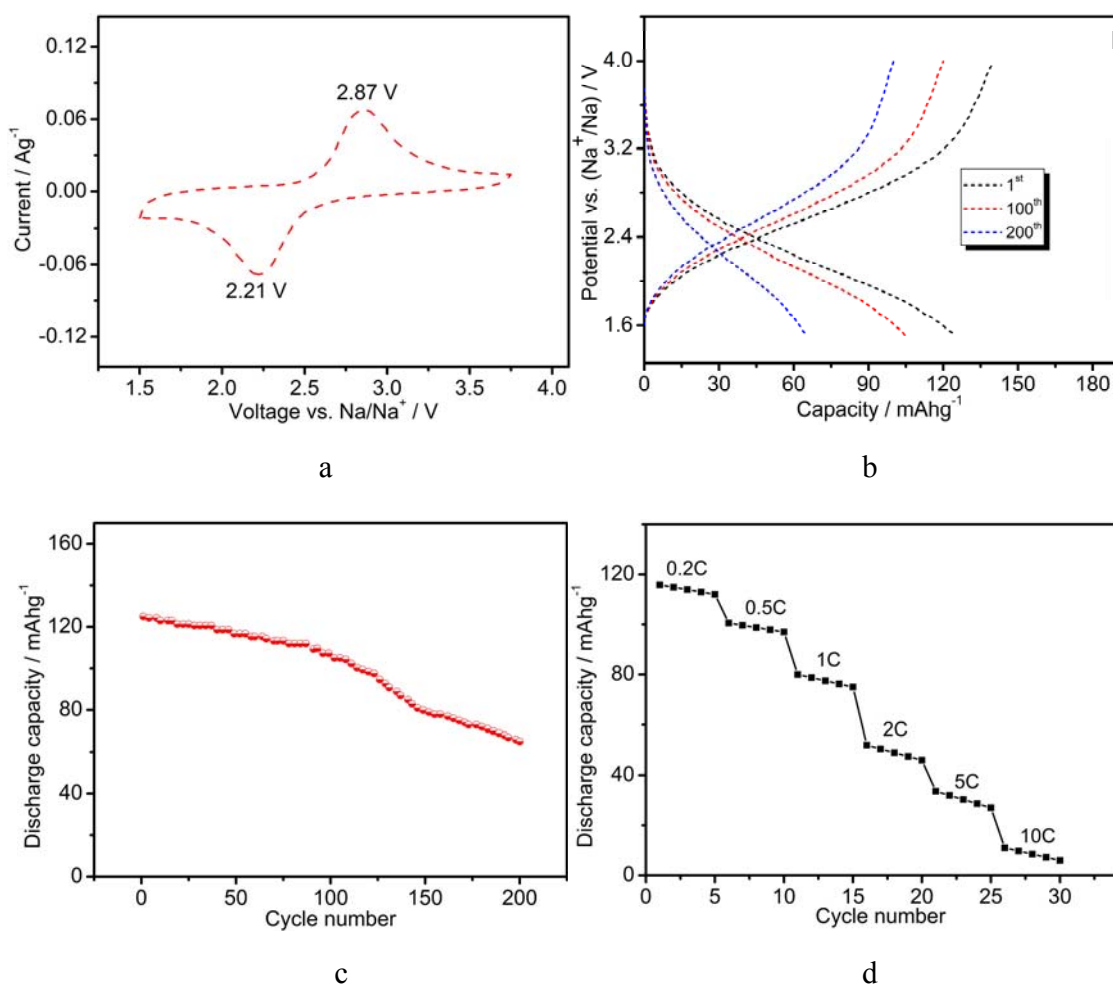 0.12
0.06
0.00
-0.06
-0.12
Current / Ag⁻¹
2.87 V
2.21 V
1.5 2.0 2.5 3.0 3.5 4.0
Voltage vs. Na/Na⁺ / V
a
4.0
3.2
2.4
1.6
Potential vs. (Na⁺/Na) / V
1ˢᵗ
100ᵗʰ
200ᵗʰ
0 30 60 90 120 150 180
Capacity / mAhg⁻¹
b
160
120
80
40
0
Discharge capacity / mAhg⁻¹
0 50 100 150 200
Cycle number
c
120
80
40
0
Discharge capacity / mAhg⁻¹
0.2C
0.5C
1C
2C
5C
10C
0 5 10 15 20 25 30
Cycle number
d